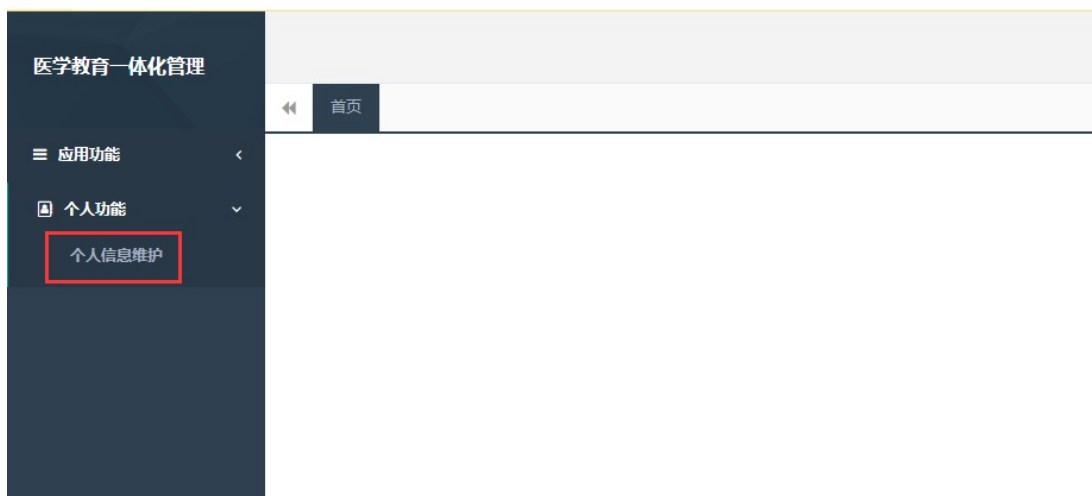 医学教育一体化管理
首页
应用功能
个人功能
个人信息维护